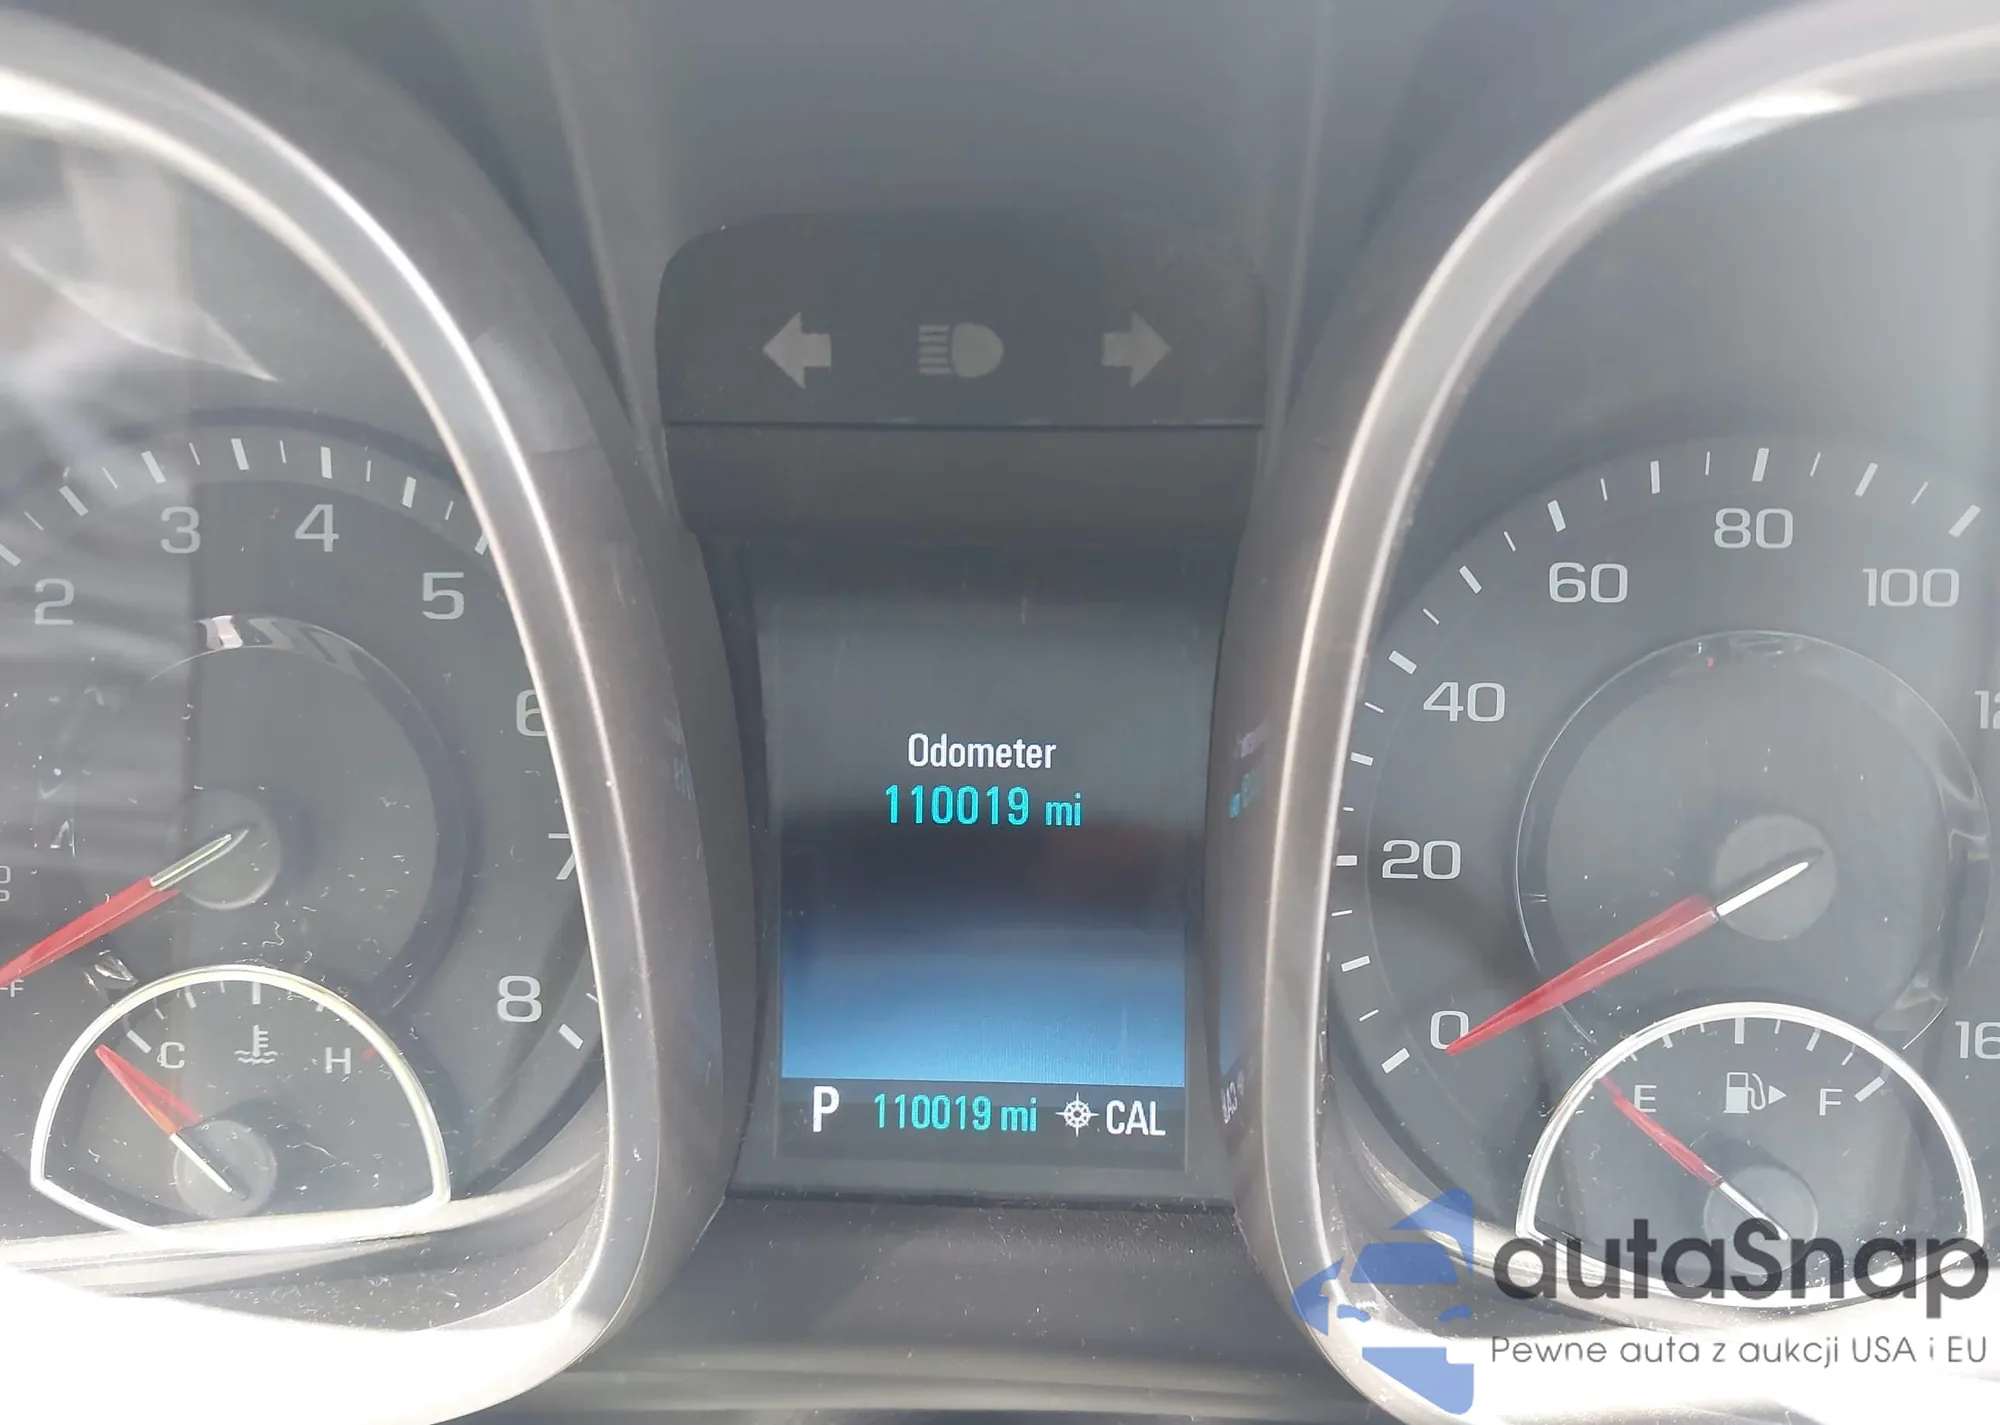 2
3
4
5
6
7
8
C
H
Odometer
110019 mi
P 110019 mi CAL
0
20
40
60
80
100
E
F
autaSnap
Pewne auta z aukcji USA i EU